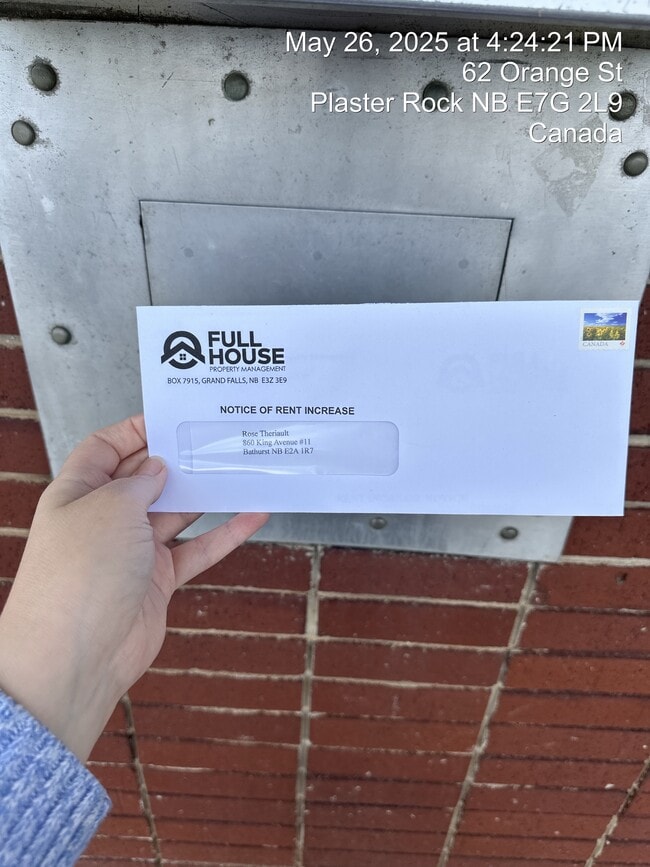 May 26, 2025 at 4:24:21 PM
62 Orange St
Plaster Rock NB E7G 2L9
Canada
FULL
HOUSE
PROPERTY MANAGEMENT
BOX 7915, GRAND FALLS, NB E3Z 3E9
CANADA
P
NOTICE OF RENT INCREASE
Rose Theriault
860 King Avenue #11
Bathurst NB E2A 1R7